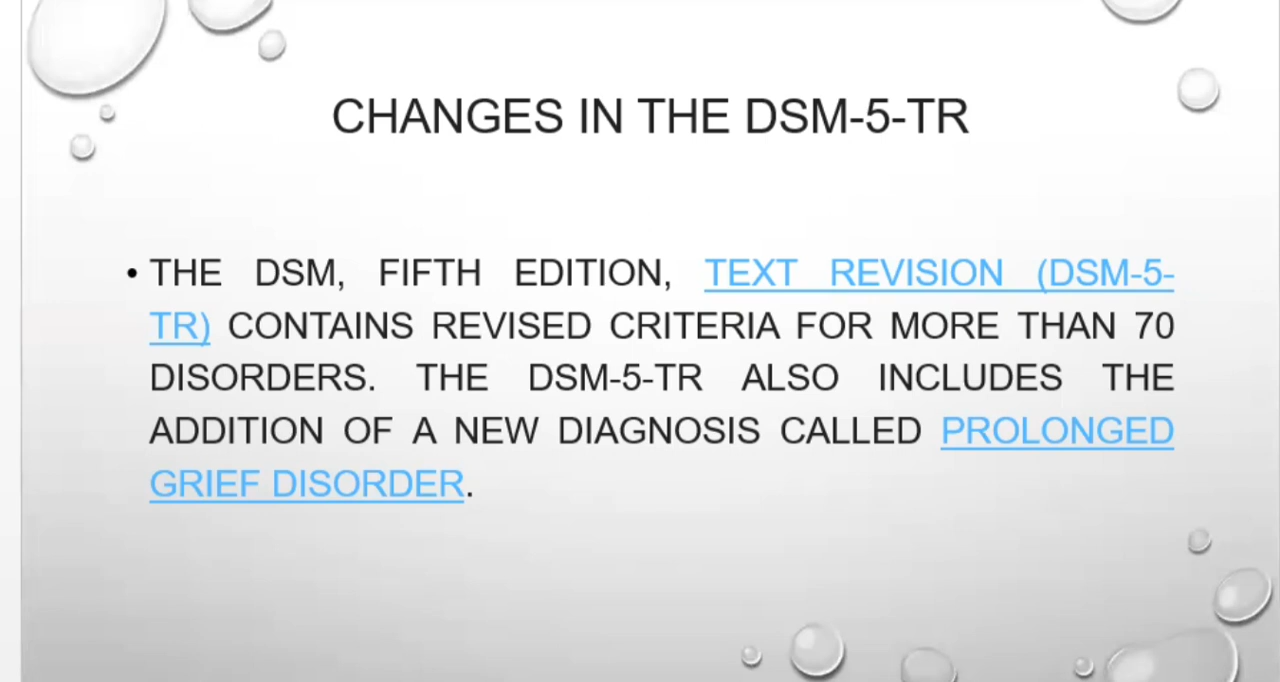 CHANGES IN THE DSM-5-TR
• THE DSM, FIFTH EDITION, TEXT REVISION (DSM-5-
TR) CONTAINS REVISED CRITERIA FOR MORE THAN 70
DISORDERS. THE DSM-5-TR ALSO INCLUDES THE
ADDITION OF A NEW DIAGNOSIS CALLED PROLONGED
GRIEF DISORDER.